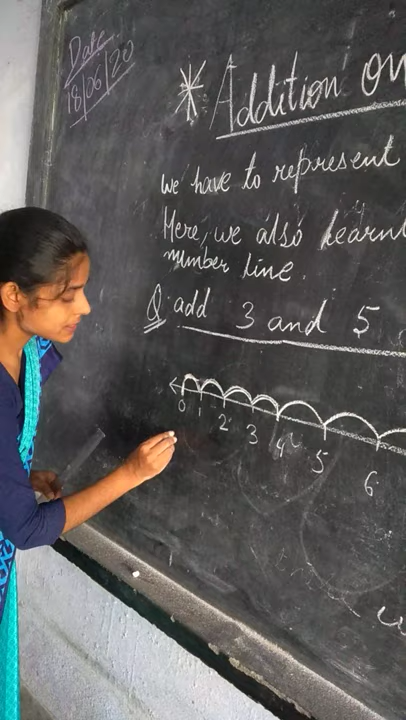 Date
18/06/20
* Addition on
we have to represent
Here, we also learnt
number line.
Q. add 3 and 5
0 1 2 3 4 5 6